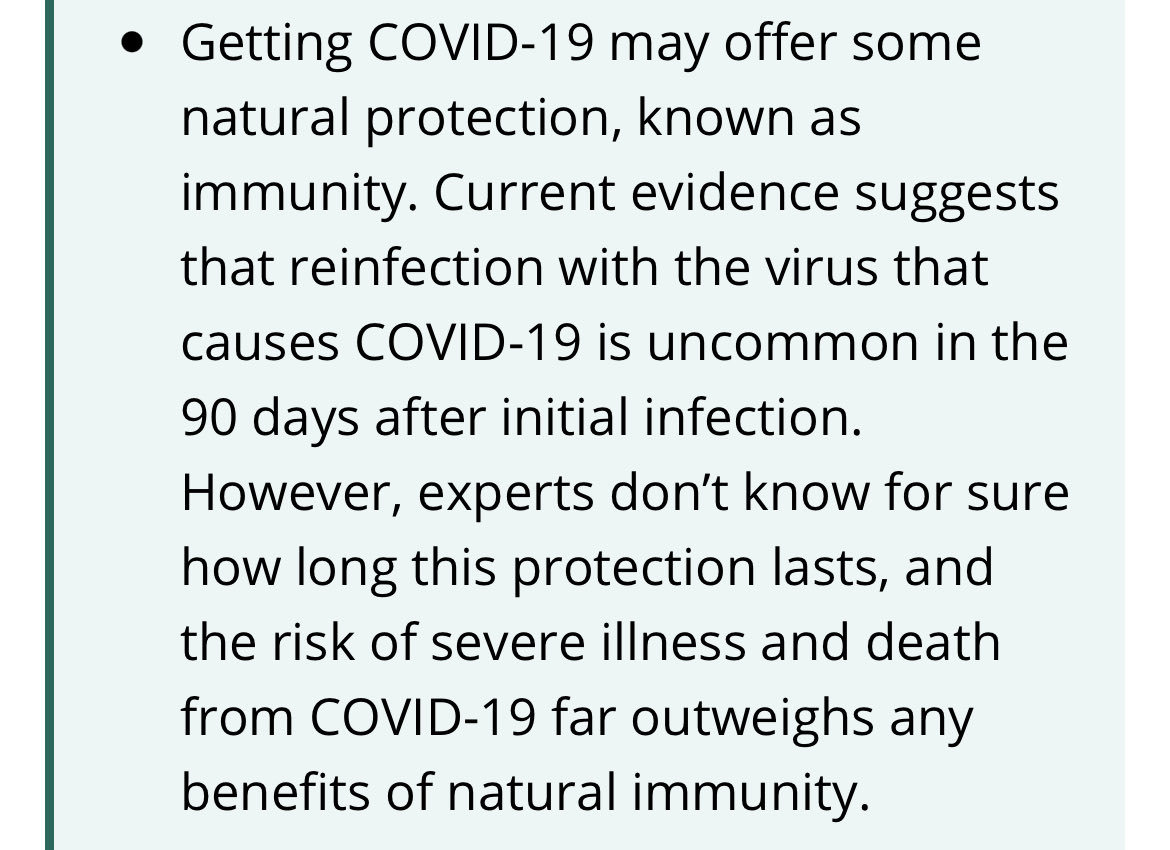 ● Getting COVID-19 may offer some
natural protection, known as
immunity. Current evidence suggests
that reinfection with the virus that
causes COVID-19 is uncommon in the
90 days after initial infection.
However, experts don’t know for sure
how long this protection lasts, and
the risk of severe illness and death
from COVID-19 far outweighs any
benefits of natural immunity.